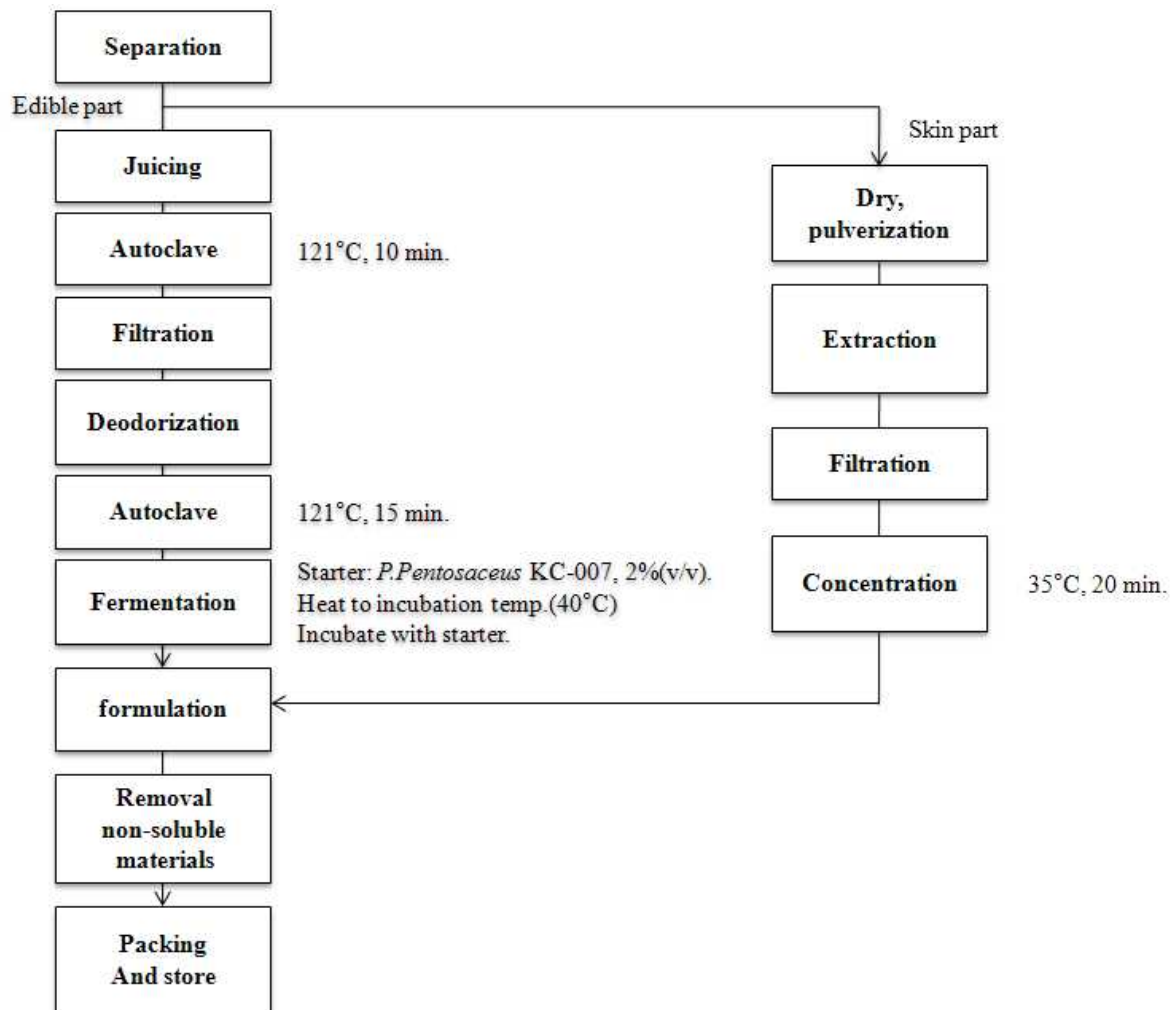 Separation
Edible part
Skin part
Juicing
Dry,
pulverization
Autoclave
121°C, 10 min.
Filtration
Extraction
Deodorization
Filtration
Autoclave
121°C, 15 min.
Fermentation
Starter: P.Pentosaceus KC-007, 2%(v/v).
Heat to incubation temp.(40°C)
Incubate with starter.
Concentration
35°C, 20 min.
formulation
Removal
non-soluble
materials
Packing
And store